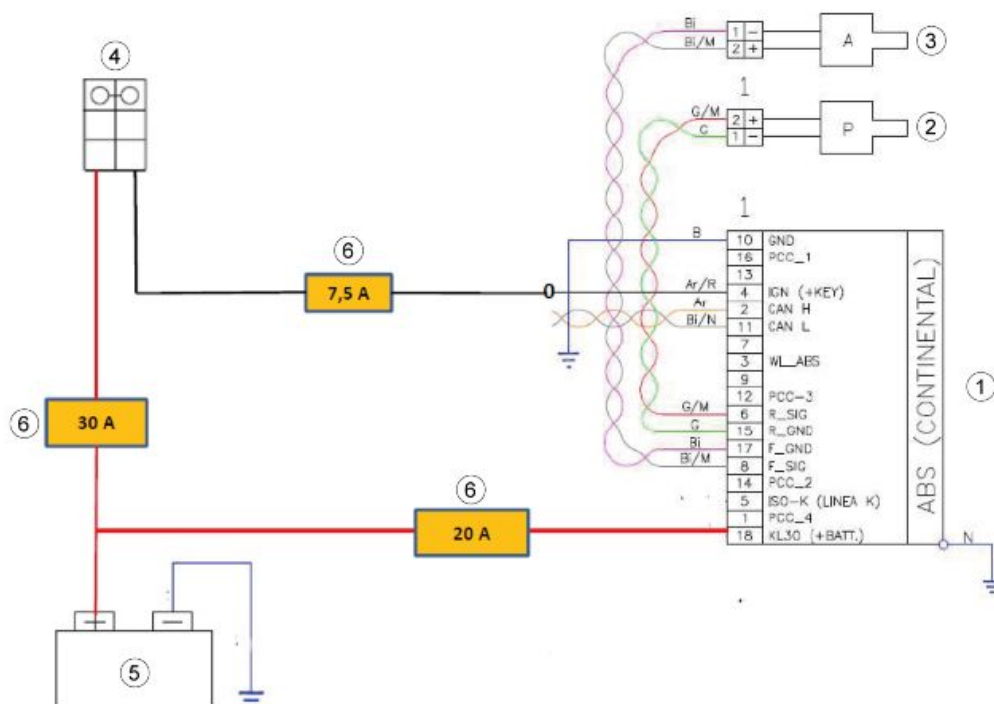 Bi
1 − A 3
Bi/M
2 +
4
1
G/M
2 + P 2
G
1 −
1
B
10 GND
16 PCC_1
6
13
7,5 A
0
Ar/R
4 IGN (+KEY)
Ar
2 CAN H
Bi/N
11 CAN L
7
3 WL_ABS
9
1
ABS (CONTINENTAL)
12 PCC-3
6
30 A
G/M
6 R_SIG
G
15 R_GND
Bi
17 F_GND
Bi/M
8 F_SIG
14 PCC_2
6
5 ISO-K (LINEA K)
1 PCC_4
20 A
18 KL30 (+BATT.)
N
+ −
5